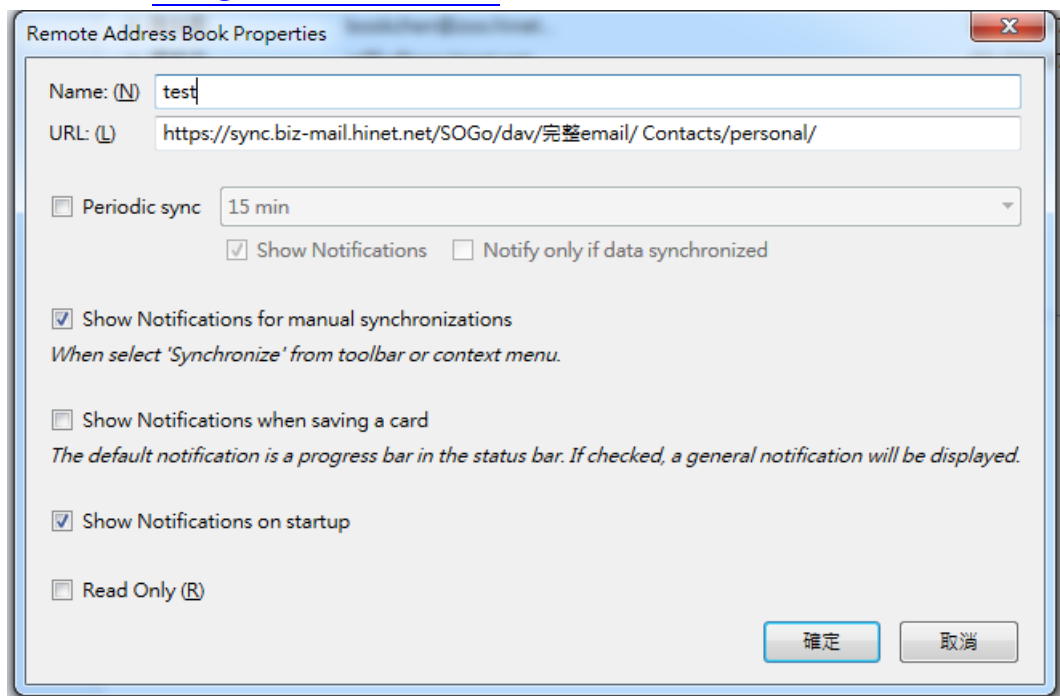 Remote Address Book Properties
Name: (N) test
URL: (L) https://sync.biz-mail.hinet.net/SOGo/dav/完整email/ Contacts/personal/
Periodic sync 15 min
Show Notifications Notify only if data synchronized
Show Notifications for manual synchronizations
When select 'Synchronize' from toolbar or context menu.
Show Notifications when saving a card
The default notification is a progress bar in the status bar. If checked, a general notification will be displayed.
Show Notifications on startup
Read Only (R)
確定 取消